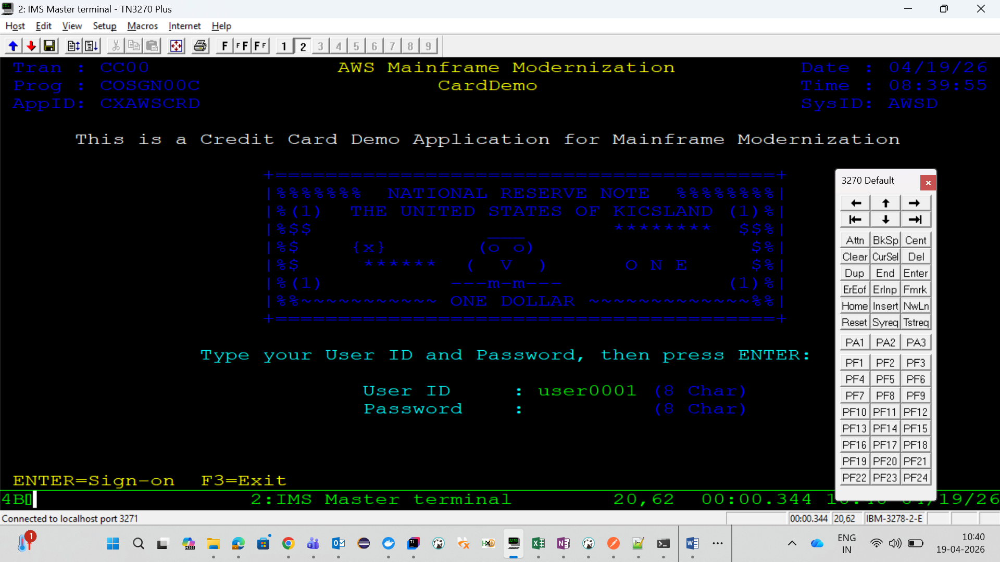 2: IMS Master terminal - TN3270 Plus
Host Edit View Setup Macros Internet Help
F FF FF 1 2 3 4 5 6 7 8 9
Tran : CC00 AWS Mainframe Modernization Date : 04/19/26
Prog : COSGN00C CardDemo Time : 08:39:55
AppID: CXAWSCRD SysID: AWSD
This is a Credit Card Demo Application for Mainframe Modernization
+========================================+
|%%%%%%% NATIONAL RESERVE NOTE %%%%%%%%|
|%(1) THE UNITED STATES OF KICSLAND (1)%|
|%$$ ___ ******** $$%|
|%$ {x} (o o) $%|
|%$ ****** ( V ) O N E $%|
|%(1) ---m-m--- (1)%|
|%%~~~~~~~~~~~ ONE DOLLAR ~~~~~~~~~~~~~%%|
+========================================+
Type your User ID and Password, then press ENTER:
User ID : user0001 (8 Char)
Password : (8 Char)
ENTER=Sign-on F3=Exit
4B 2:IMS Master terminal 20,62 00:00.344 /19/26
3270 Default
x
Attn BkSp Cent
Clear CurSel Del
Dup End Enter
ErEof ErInp Fmrk
Home Insert NwLn
Reset Syreq Tstreq
PA1 PA2 PA3
PF1 PF2 PF3
PF4 PF5 PF6
PF7 PF8 PF9
PF10 PF11 PF12
PF13 PF14 PF15
PF16 PF17 PF18
PF19 PF20 PF21
PF22 PF23 PF24
Connected to localhost port 3271 00:00.344 20,62 IBM-3278-2-E
1
M365
3270
ENG
IN
10:40
19-04-2026